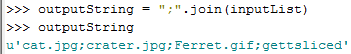 >>> outputString = ";".join(inputList)
>>> outputString
u'cat.jpg;crater.jpg;Ferret.gif;gettsliced'